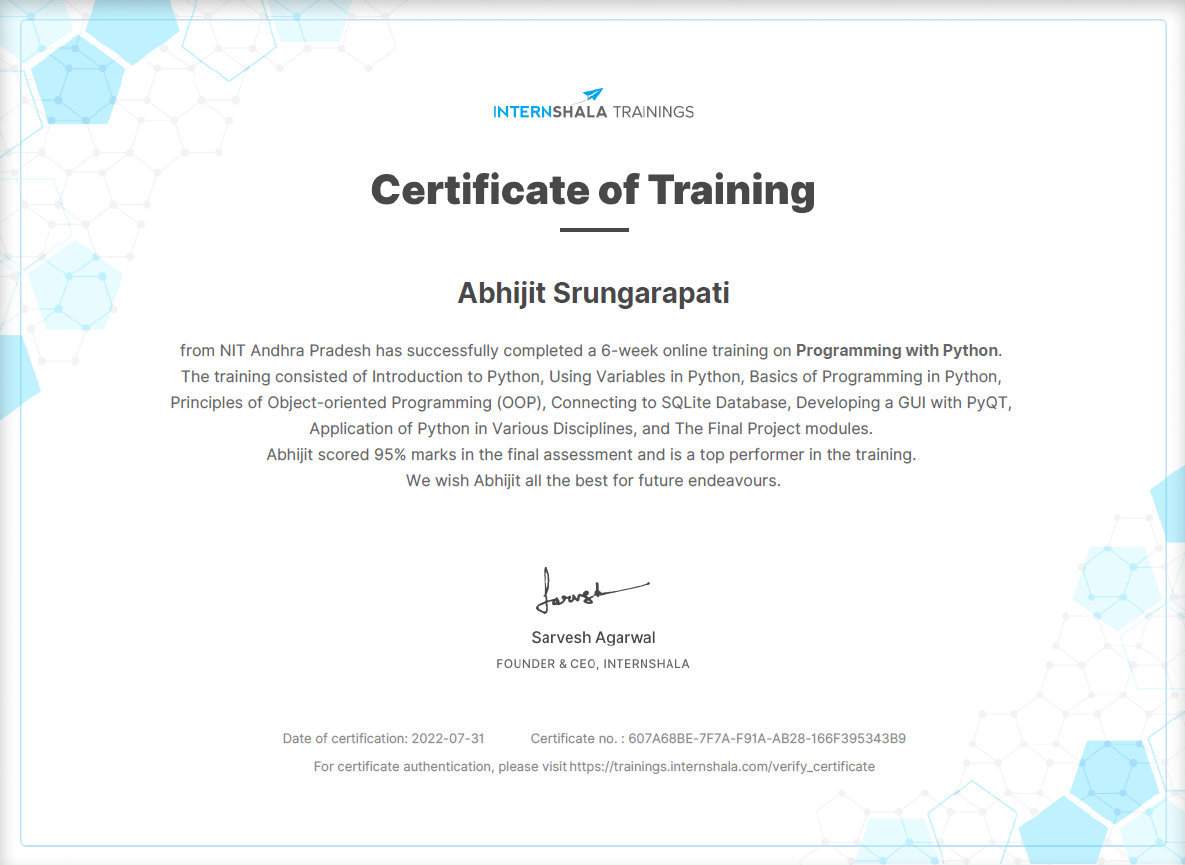 INTERNSHALA TRAININGS
Certificate of Training
Abhijit Srungarapati
from NIT Andhra Pradesh has successfully completed a 6-week online training on Programming with Python.
The training consisted of Introduction to Python, Using Variables in Python, Basics of Programming in Python,
Principles of Object-oriented Programming (OOP), Connecting to SQLite Database, Developing a GUI with PyQT,
Application of Python in Various Disciplines, and The Final Project modules.
Abhijit scored 95% marks in the final assessment and is a top performer in the training.
We wish Abhijit all the best for future endeavours.
Sarvesh
Sarvesh Agarwal
FOUNDER & CEO, INTERNSHALA
Date of certification: 2022-07-31 Certificate no. : 607A68BE-7F7A-F91A-AB28-166F395343B9
For certificate authentication, please visit https://trainings.internshala.com/verify_certificate